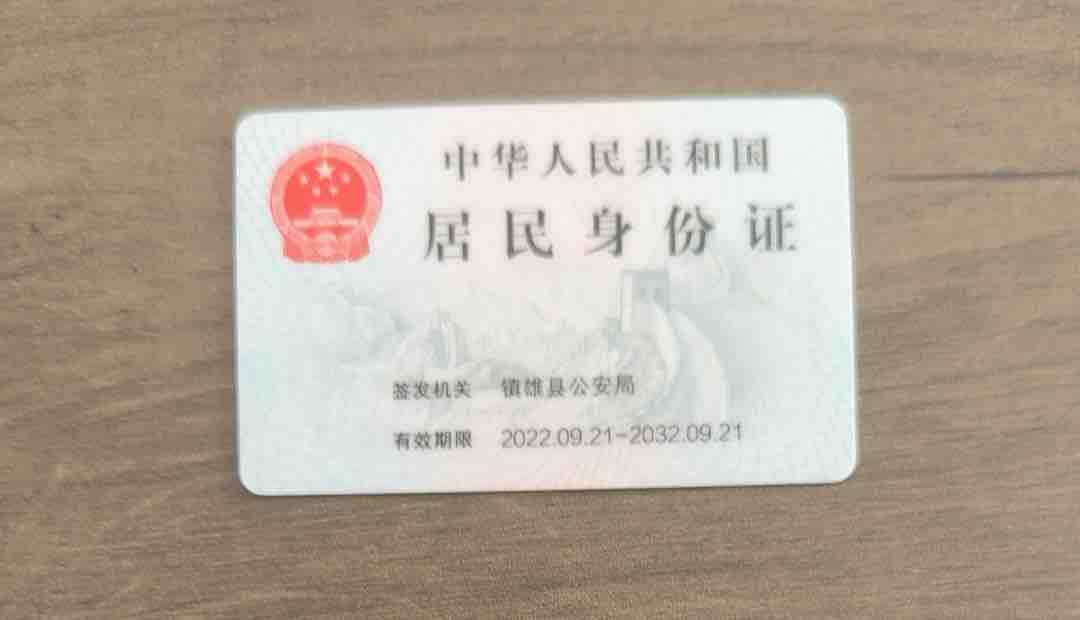 中华人民共和国
居民身份证
签发机关 镇雄县公安局
有效期限 2022.09.21-2032.09.21